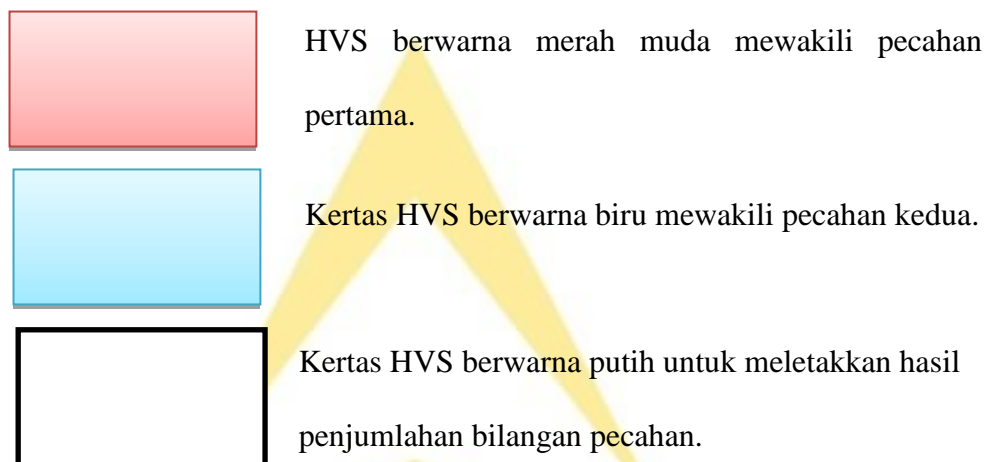 HVS berwarna merah muda mewakili pecahan
pertama.
Kertas HVS berwarna biru mewakili pecahan kedua.
Kertas HVS berwarna putih untuk meletakkan hasil
penjumlahan bilangan pecahan.